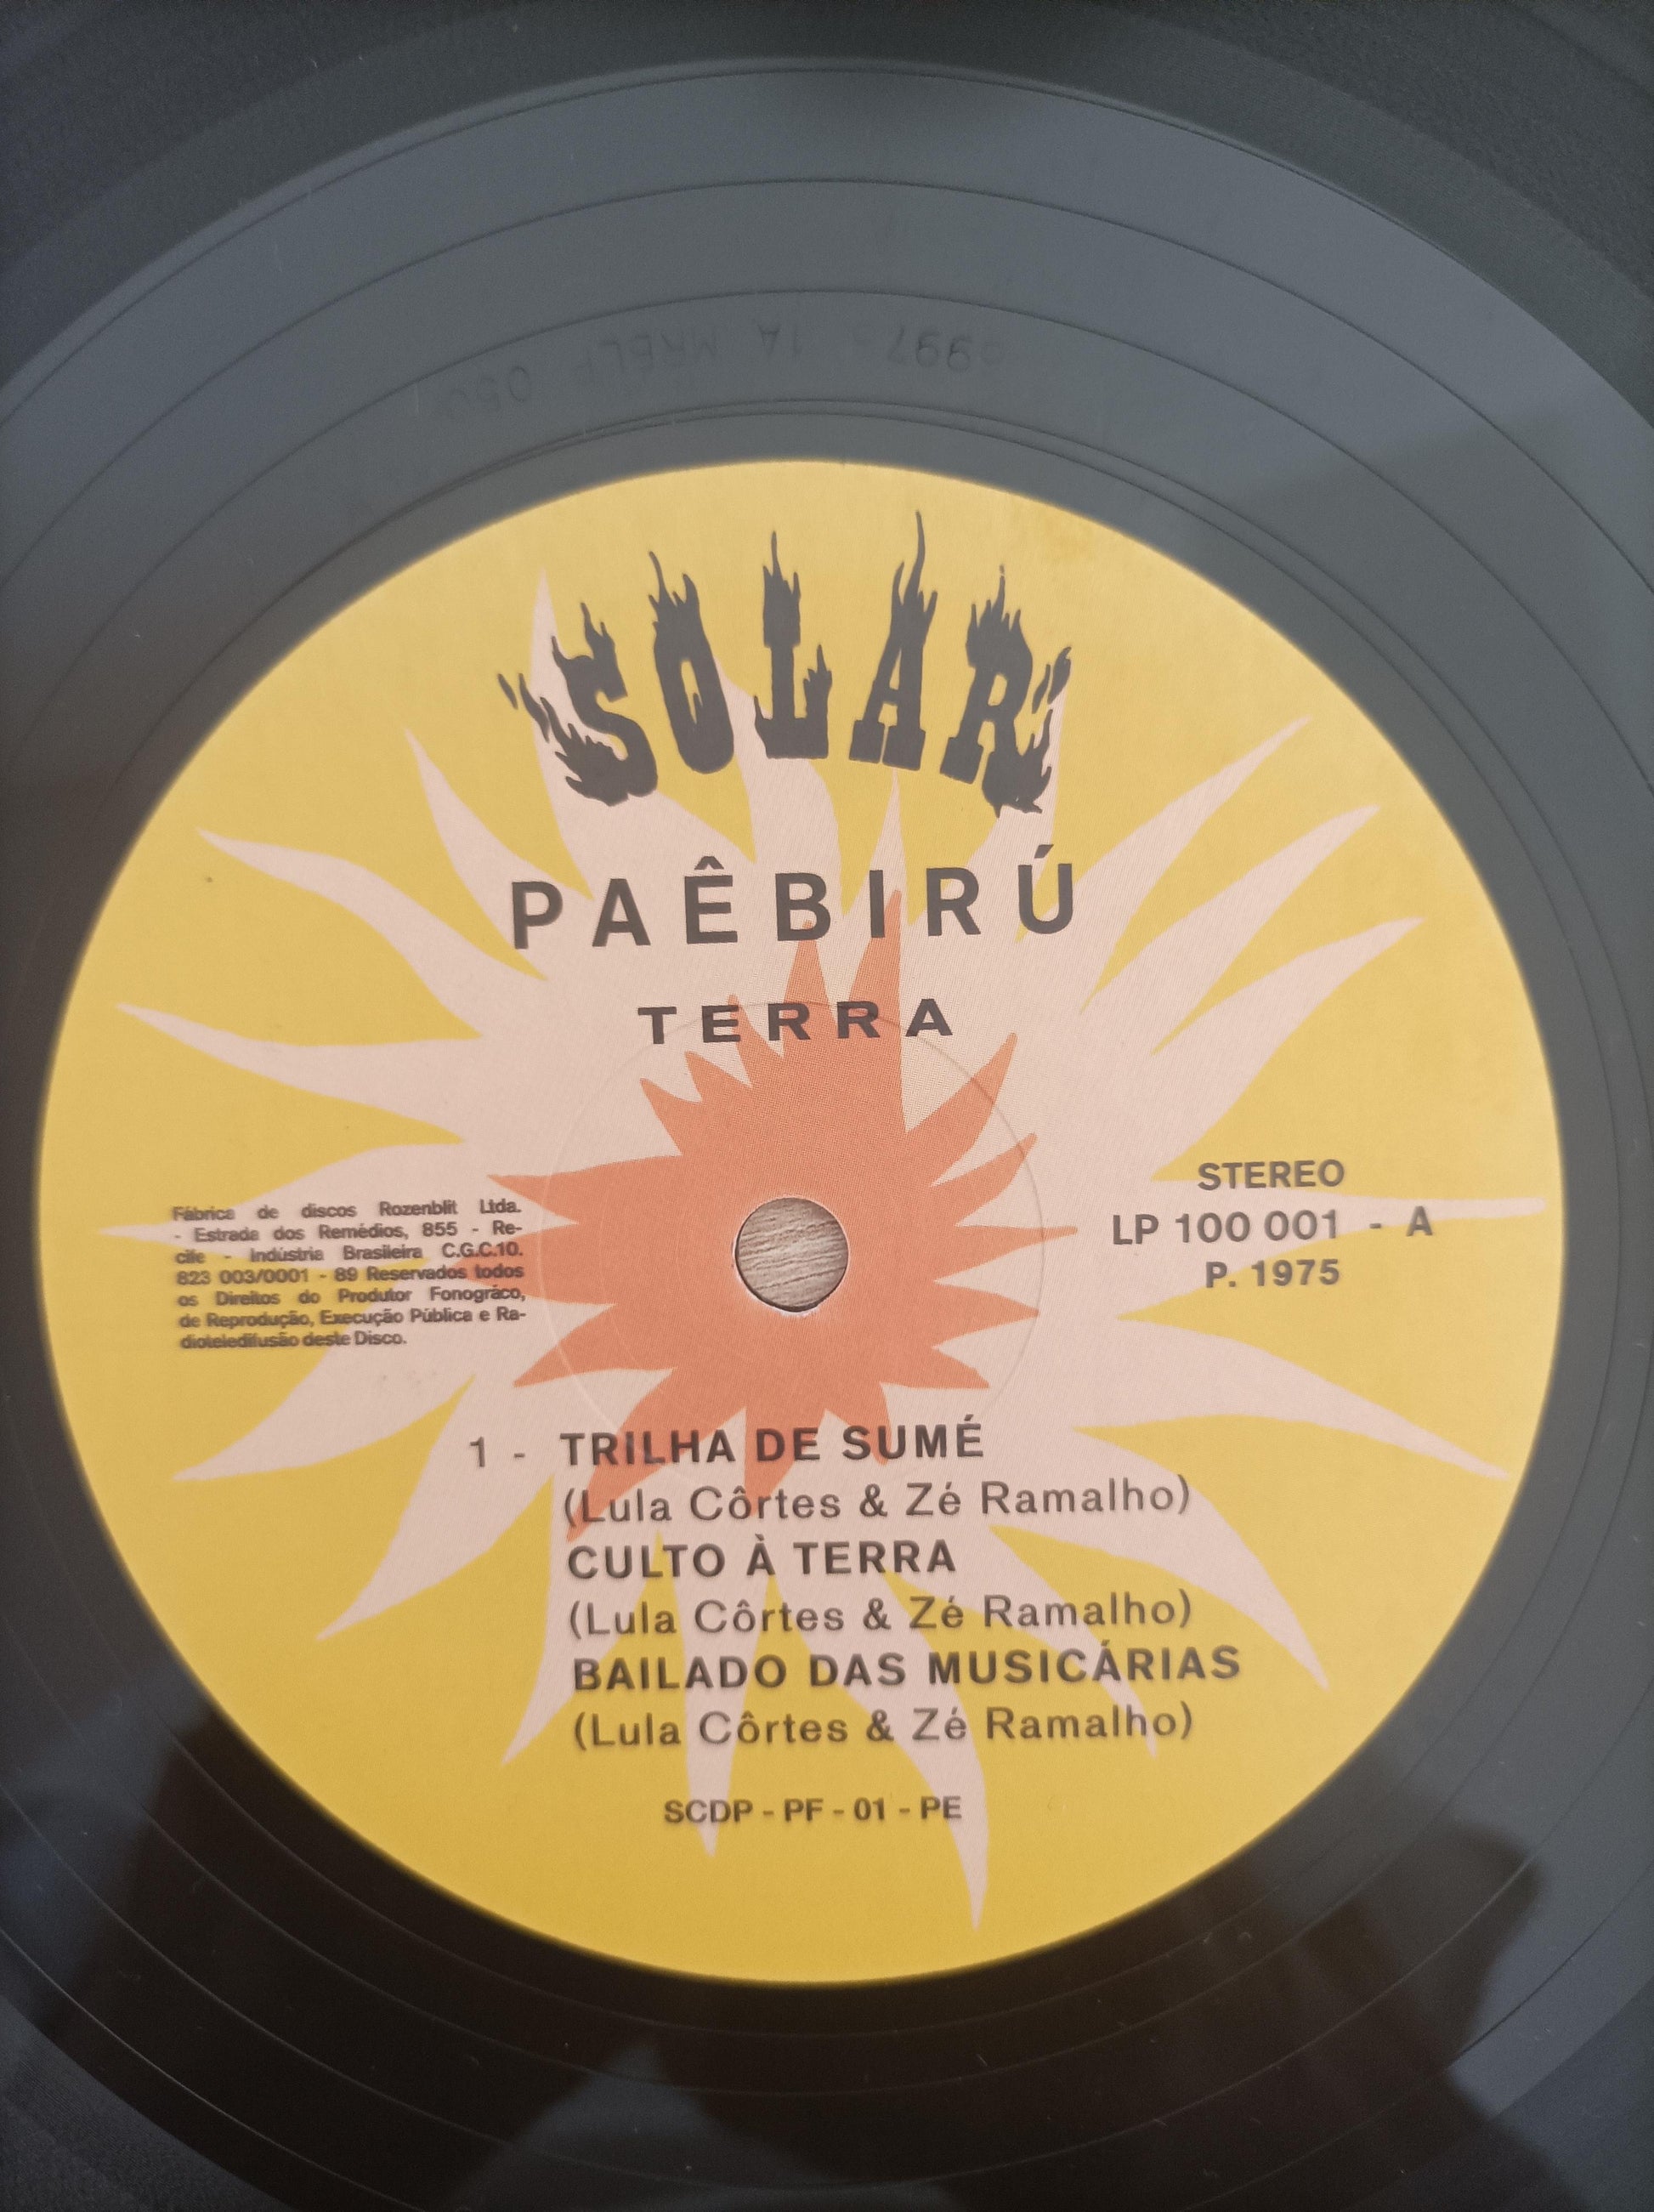 SOLAR
PAÊBIRÚ
TERRA
STEREO
LP 100 001 - A
P. 1975
Fábrica de discos Rozenblit Ltda.
- Estrada dos Remédios, 855 - Re-
cife - Indústria Brasileira C.G.C.10.
823 003/0001 - 89 Reservados todos
os Direitos do Produtor Fonográco,
de Reprodução, Execução Pública e Ra-
dioteledifusão deste Disco.
1 - TRILHA DE SUMÉ
(Lula Côrtes & Zé Ramalho)
CULTO À TERRA
(Lula Côrtes & Zé Ramalho)
BAILADO DAS MUSICÁRIAS
(Lula Côrtes & Zé Ramalho)
SCDP - PF - 01 - PE